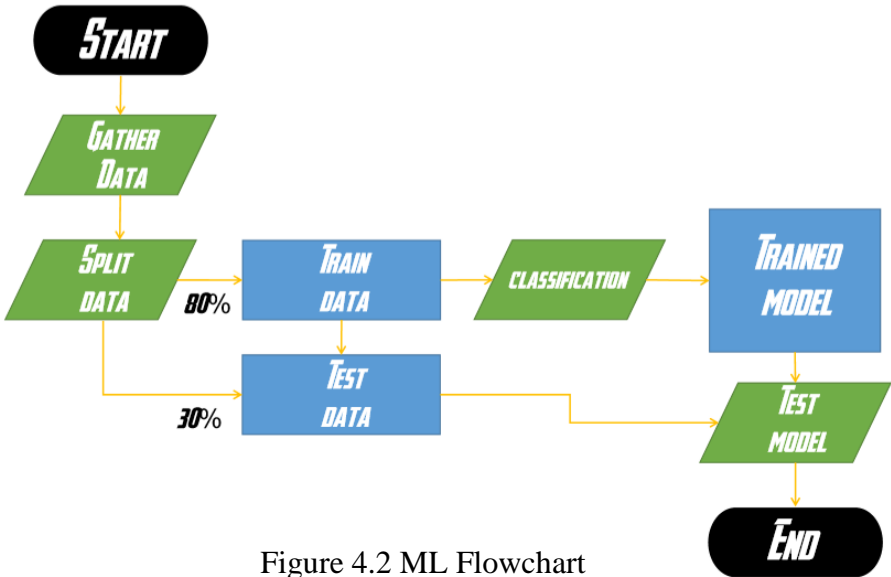 START
GATHER
DATA
SPLIT
DATA
80%
TRAIN
DATA
CLASSIFICATION
TRAINED
MODEL
30%
TEST
DATA
TEST
MODEL
END
Figure 4.2 ML Flowchart